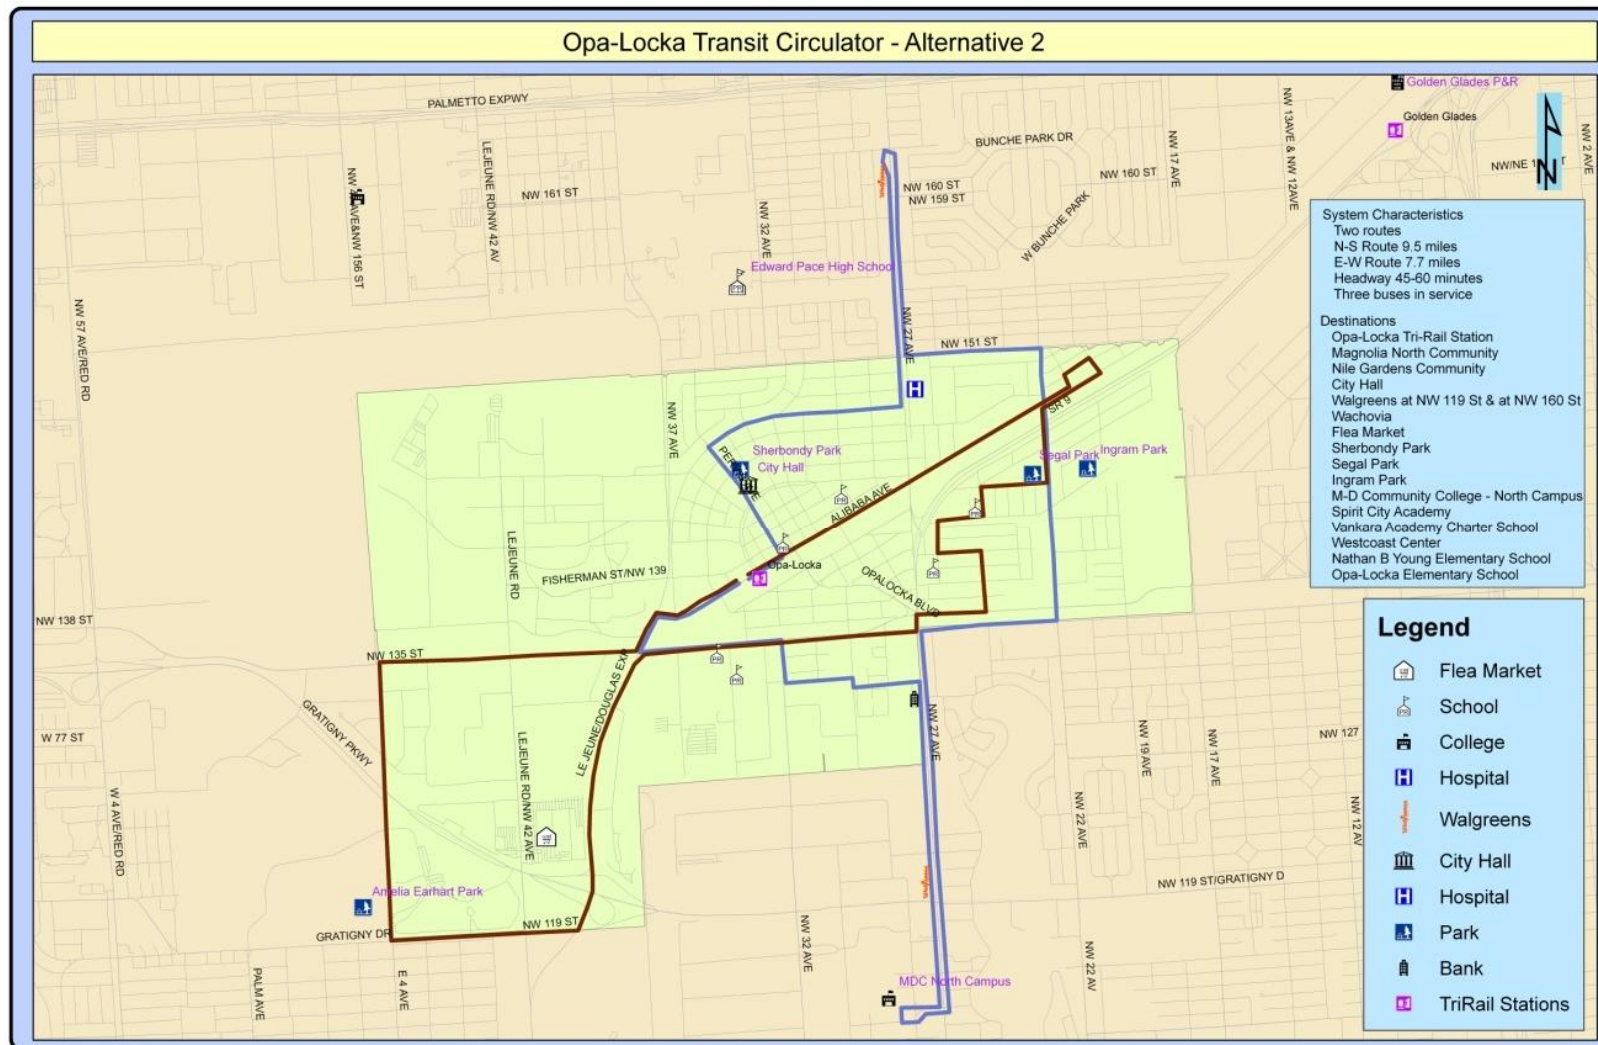 Opa-Locka Transit Circulator - Alternative 2
Golden Glades P&R
Golden Glades
PALMETTO EXPWY
BUNCHE PARK DR
NW 13AVE & NW 12AVE
NW 2 AVE
NW 17 AVE
LEJEUNE RD/NW 42 AV
NW 161 ST
NW 32 AVE
NW 160 ST
NW 159 ST
NW 160 ST
W BUNCHE PARK
Edward Pace High School
NW 57 AVE/RED RD
NW 27 AVE
NW 151 ST
System Characteristics
Two routes
N-S Route 9.5 miles
E-W Route 7.7 miles
Headway 45-60 minutes
Three buses in service
Destinations
Opa-Locka Tri-Rail Station
Magnolia North Community
Nile Gardens Community
City Hall
Walgreens at NW 119 St & at NW 160 St
Wachovia
Flea Market
Sherbondy Park
Segal Park
Ingram Park
M-D Community College - North Campus
Spirit City Academy
Vankara Academy Charter School
Westcoast Center
Nathan B Young Elementary School
Opa-Locka Elementary School
NW 37 AVE
SR 9
Sherbondy Park
City Hall
Segal Park
Ingram Park
ALIBABA AVE
LEJEUNE RD
FISHERMAN ST/NW 139
Opa-Locka
OPALOCKA BLVD
NW 138 ST
NW 135 ST
LE JEUNE/DOUGLAS EXP
GRATIGNY PKWY
W 77 ST
LEJEUNE RD/NW 42 AVE
NW 27 AVE
NW 19 AVE
NW 17 AVE
NW 127
W 4 AVE/RED RD
NW 22 AVE
NW 12 AV
Amelia Earhart Park
NW 119 ST/GRATIGNY D
GRATIGNY DR
NW 119 ST
NW 32 AVE
NW 22 AV
PALM AVE
E 4 AVE
MDC North Campus
Legend
Flea Market
School
College
Hospital
Walgreens
City Hall
Hospital
Park
Bank
TriRail Stations